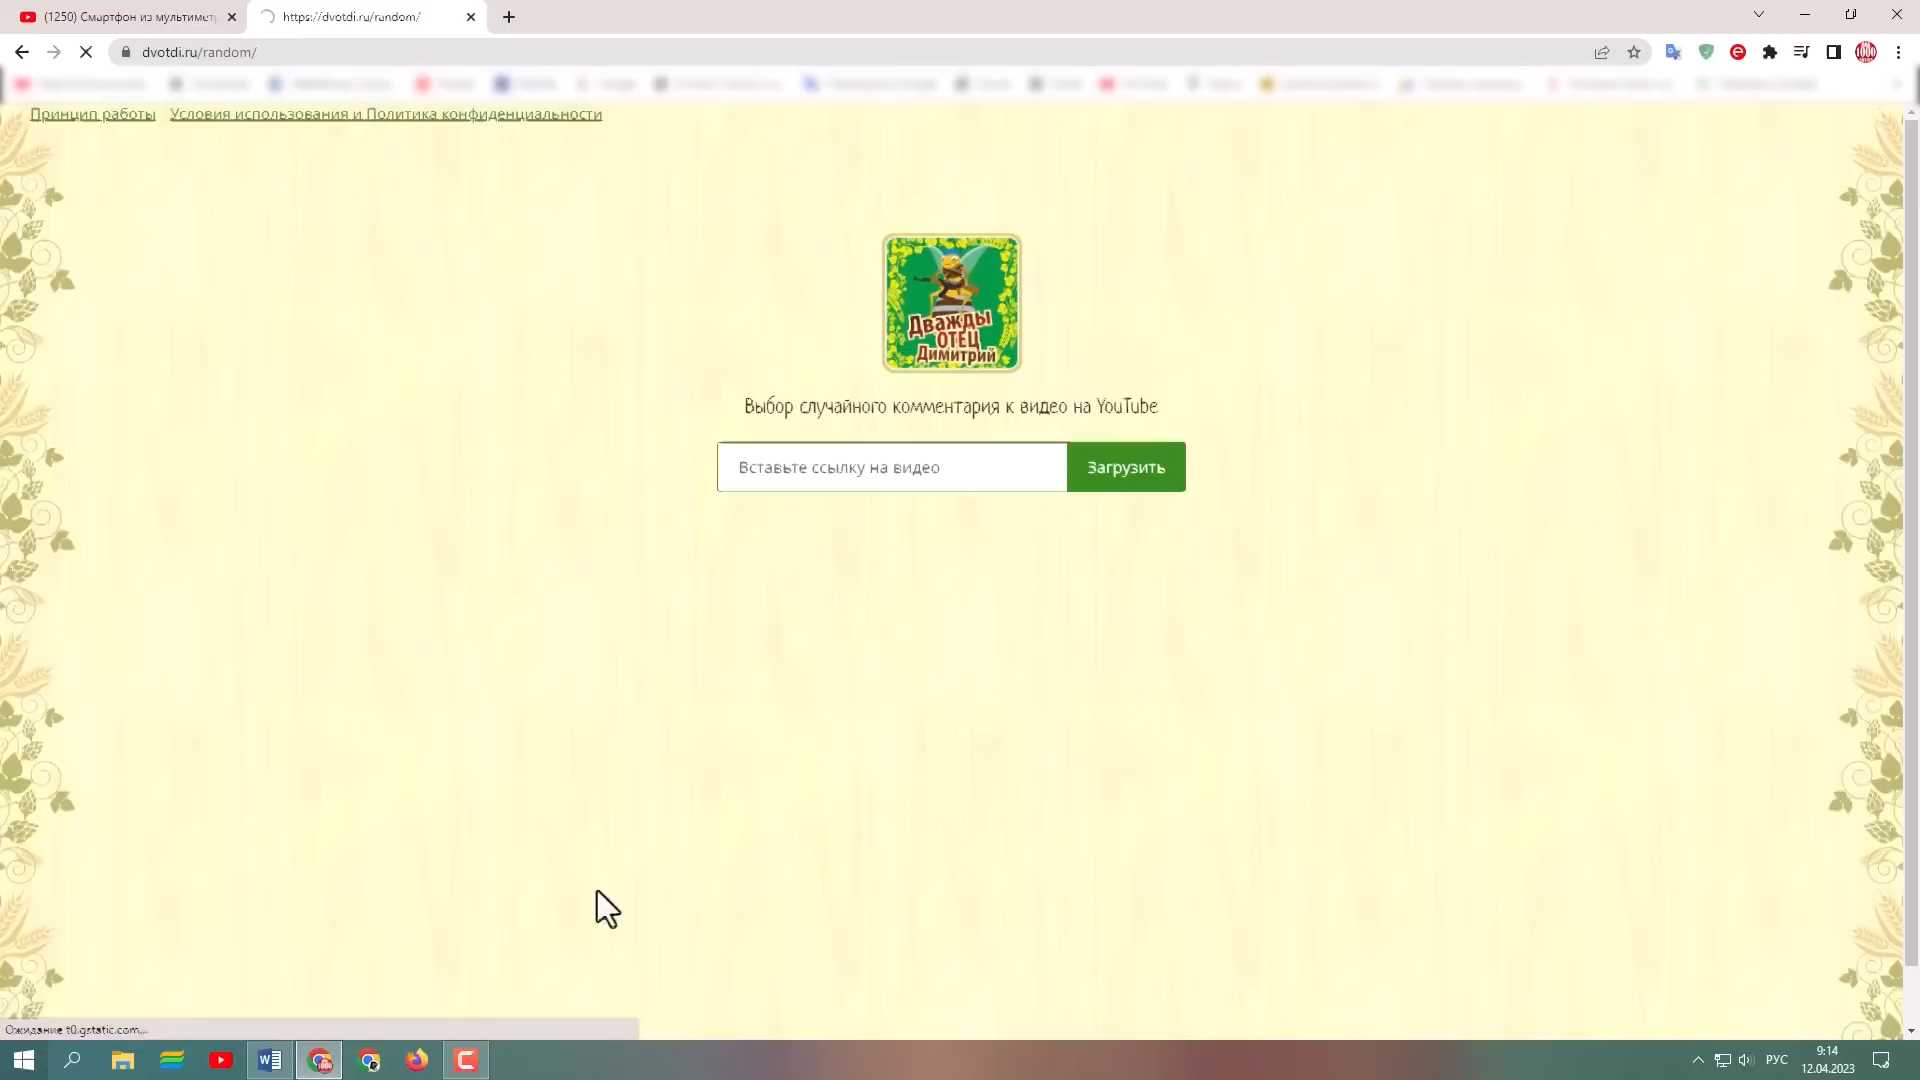 (1250) Смартфон из мультимет
https://dvotdi.ru/random/
dvotdi.ru/random/
Принцип работы Условия использования и Политика конфиденциальности
Дважды
ОТЕЦ
Димитрий
Выбор случайного комментария к видео на YouTube
Вставьте ссылку на видео Загрузить
Ожидание t0.gstatic.com...
РУС
9:14
12.04.2023